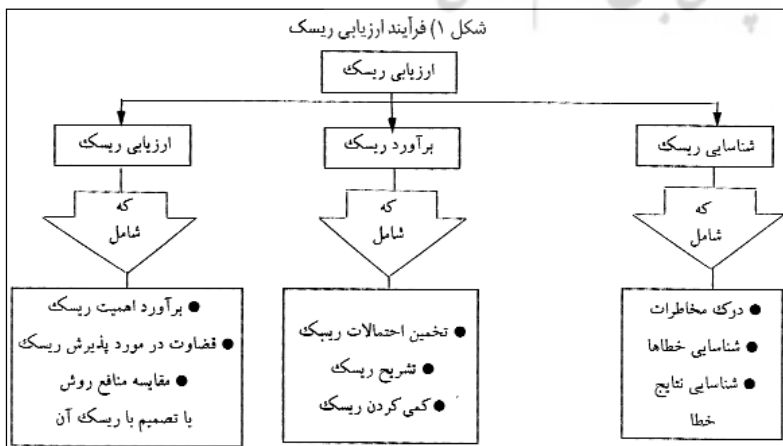 شکل ۱) فرآیند ارزیابی ریسک
ارزیابی ریسک
شناسایی ریسک
که
شامل
● درک مخاطرات
● شناسایی خطاها
● شناسایی نتایج
خطا
برآورد ریسک
که
شامل
● تخمین احتمالات ریسک
● تشریح ریسک
● کمی کردن ریسک
ارزیابی ریسک
که
شامل
● برآورد اهمیت ریسک
● قضاوت در مورد پذیرش ریسک
● مقایسه منافع روش
یا تصمیم با ریسک آن